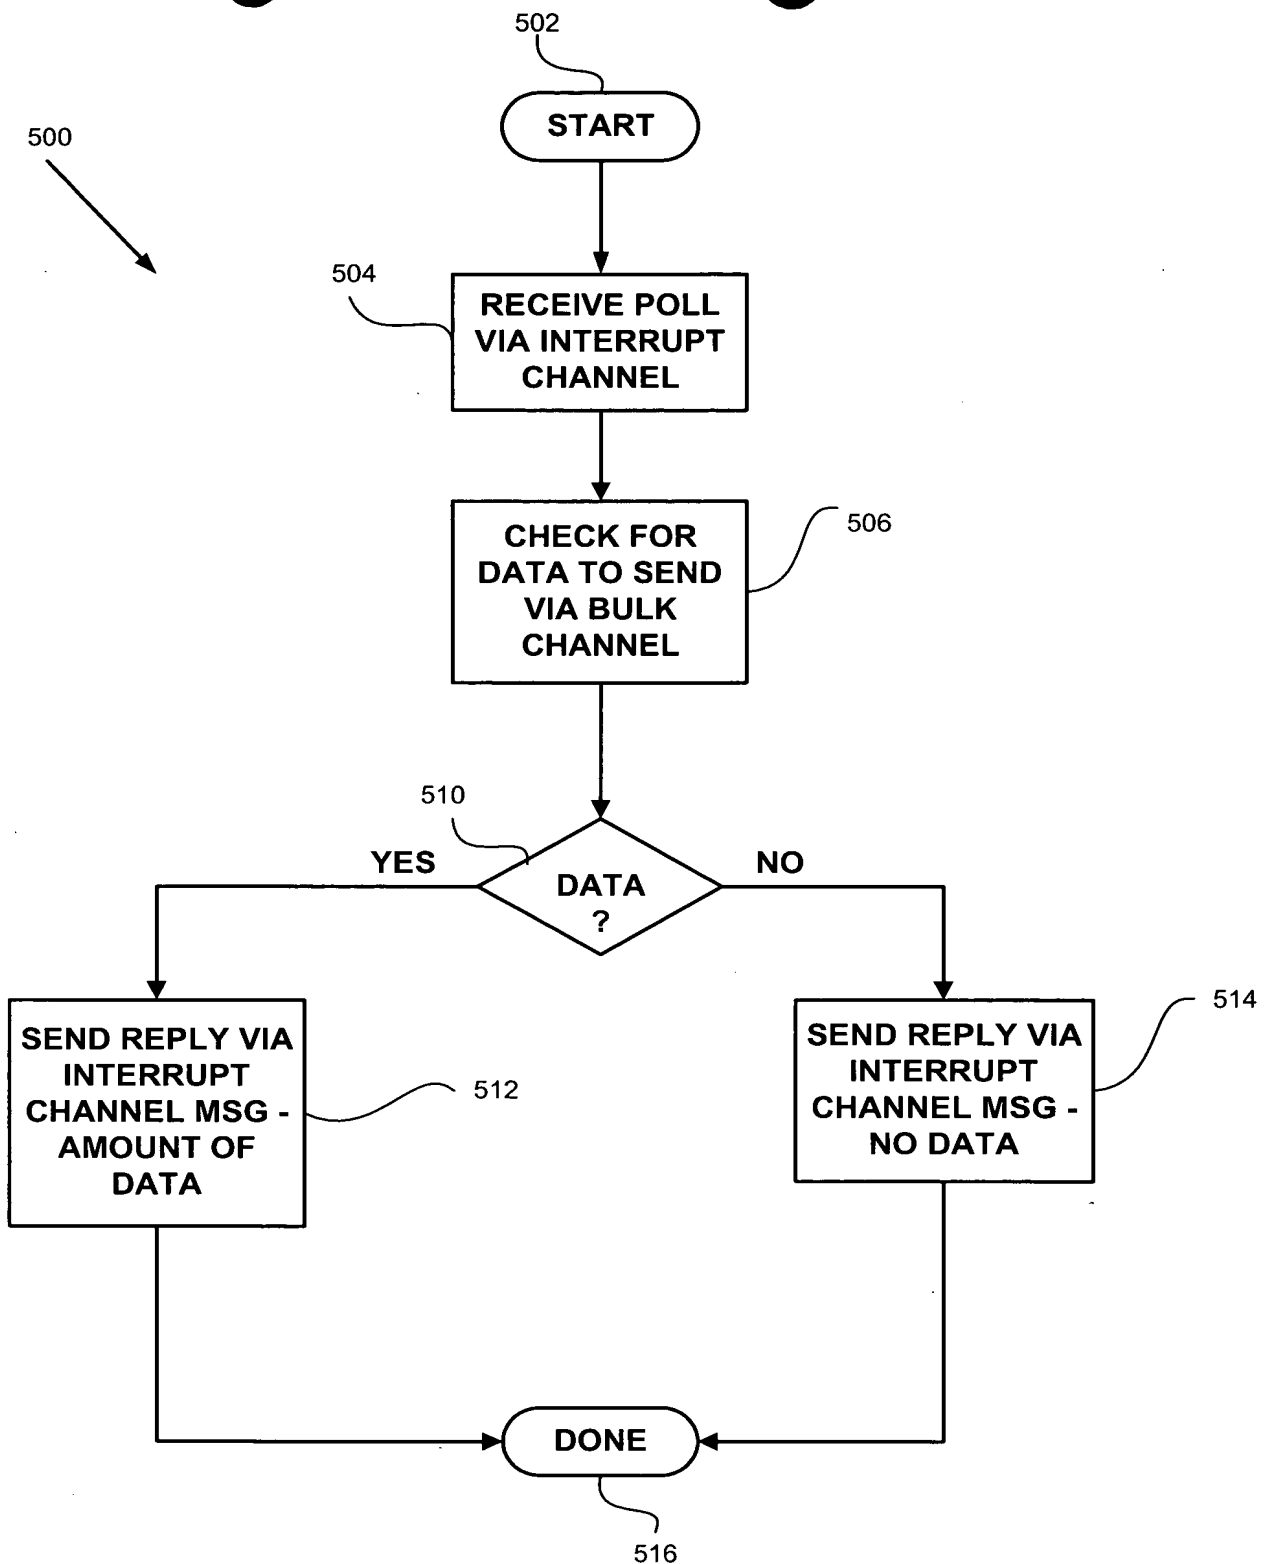 502
START
500
504
RECEIVE POLL
VIA INTERRUPT
CHANNEL
506
CHECK FOR
DATA TO SEND
VIA BULK
CHANNEL
510
YES
NO
DATA
?
SEND REPLY VIA
INTERRUPT
CHANNEL MSG -
AMOUNT OF
DATA
512
SEND REPLY VIA
INTERRUPT
CHANNEL MSG -
NO DATA
514
DONE
516